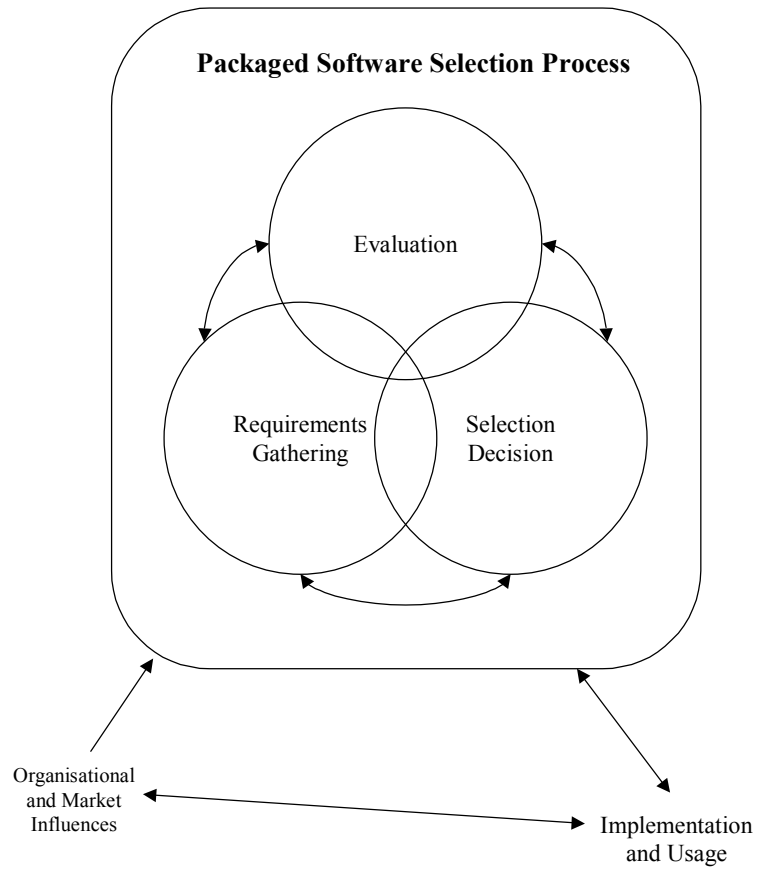 Packaged Software Selection Process
Evaluation
Requirements
Gathering
Selection
Decision
Organisational
and Market
Influences
Implementation
and Usage